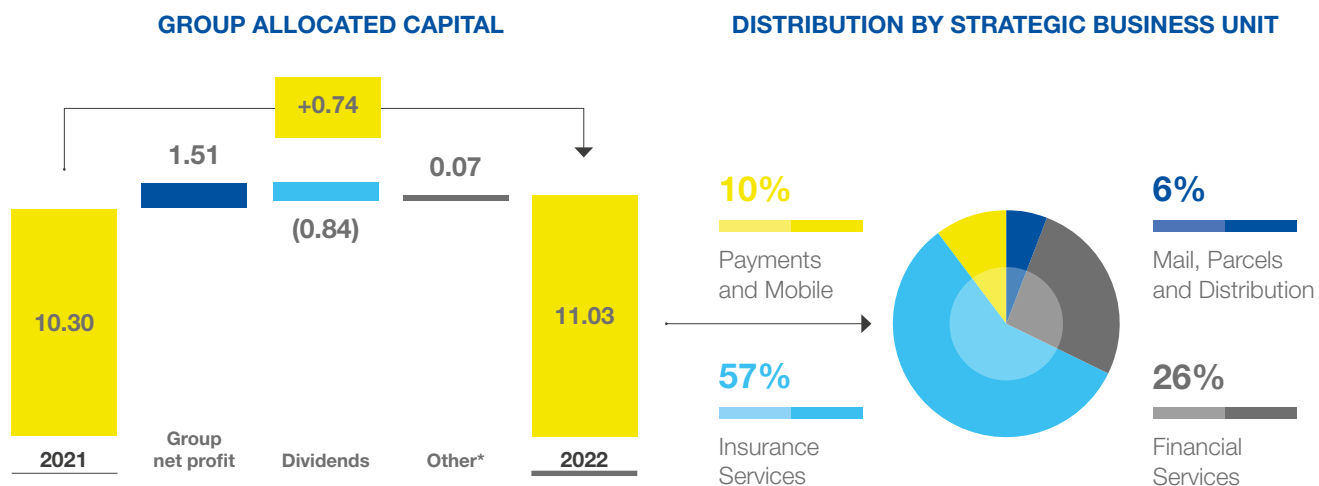 GROUP ALLOCATED CAPITAL
+0.74
1.51
0.07
(0.84)
10.30
11.03
2021
Group
net profit
Dividends
Other*
2022
DISTRIBUTION BY STRATEGIC BUSINESS UNIT
10%
Payments
and Mobile
57%
Insurance
Services
6%
Mail, Parcels
and Distribution
26%
Financial
Services